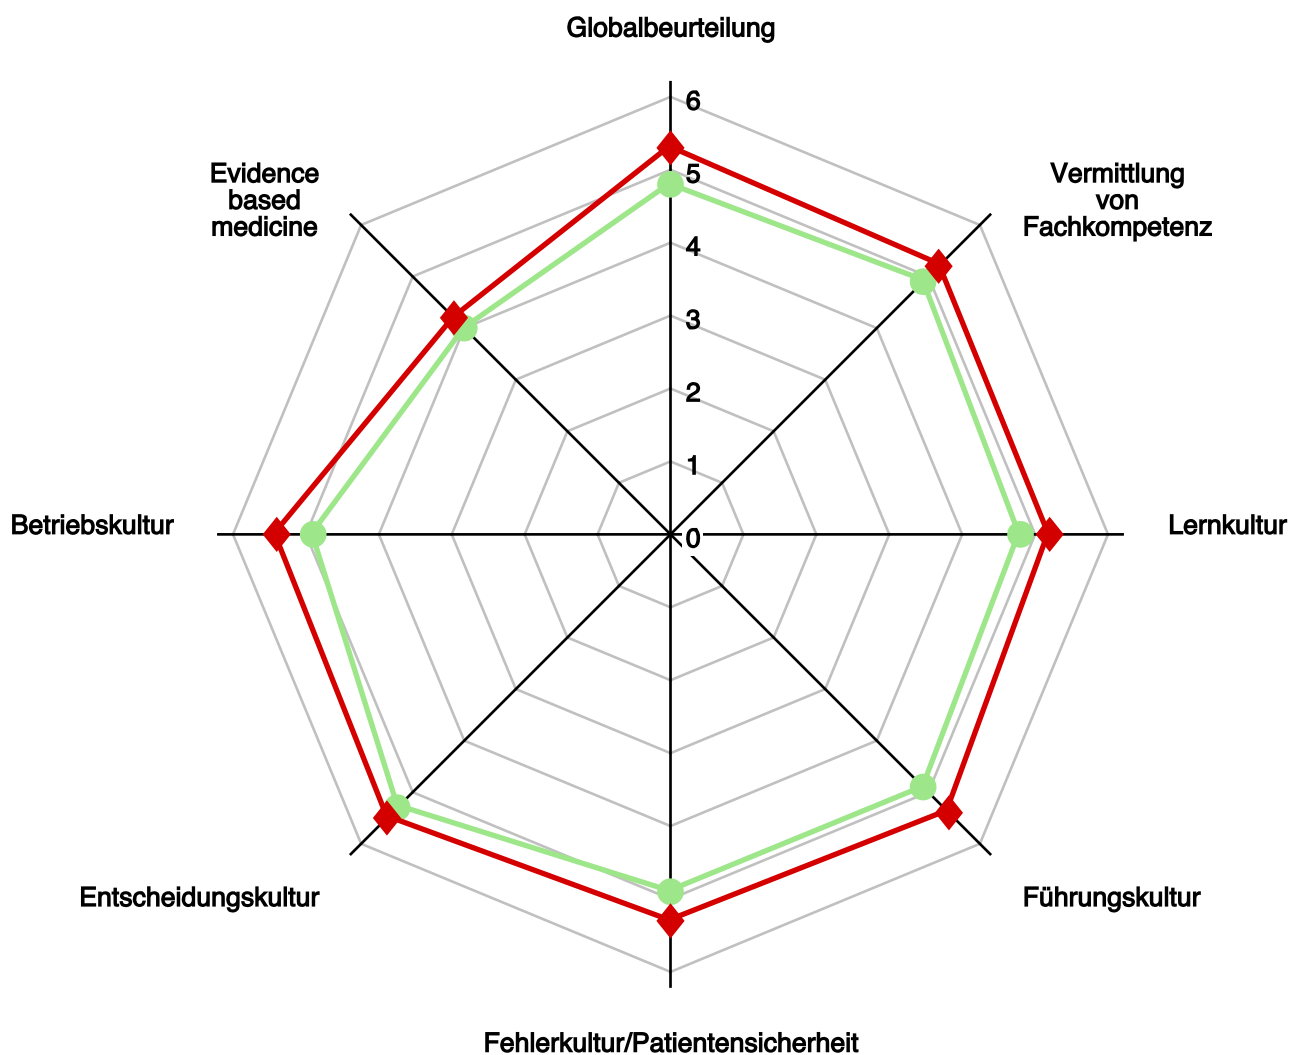 Globalbeurteilung
6
Evidence
based
medicine
Vermittlung
von
Fachkompetenz
5
4
3
2
1
0
Betriebskultur
Lernkultur
Entscheidungskultur
Führungskultur
Fehlerkultur/Patientensicherheit